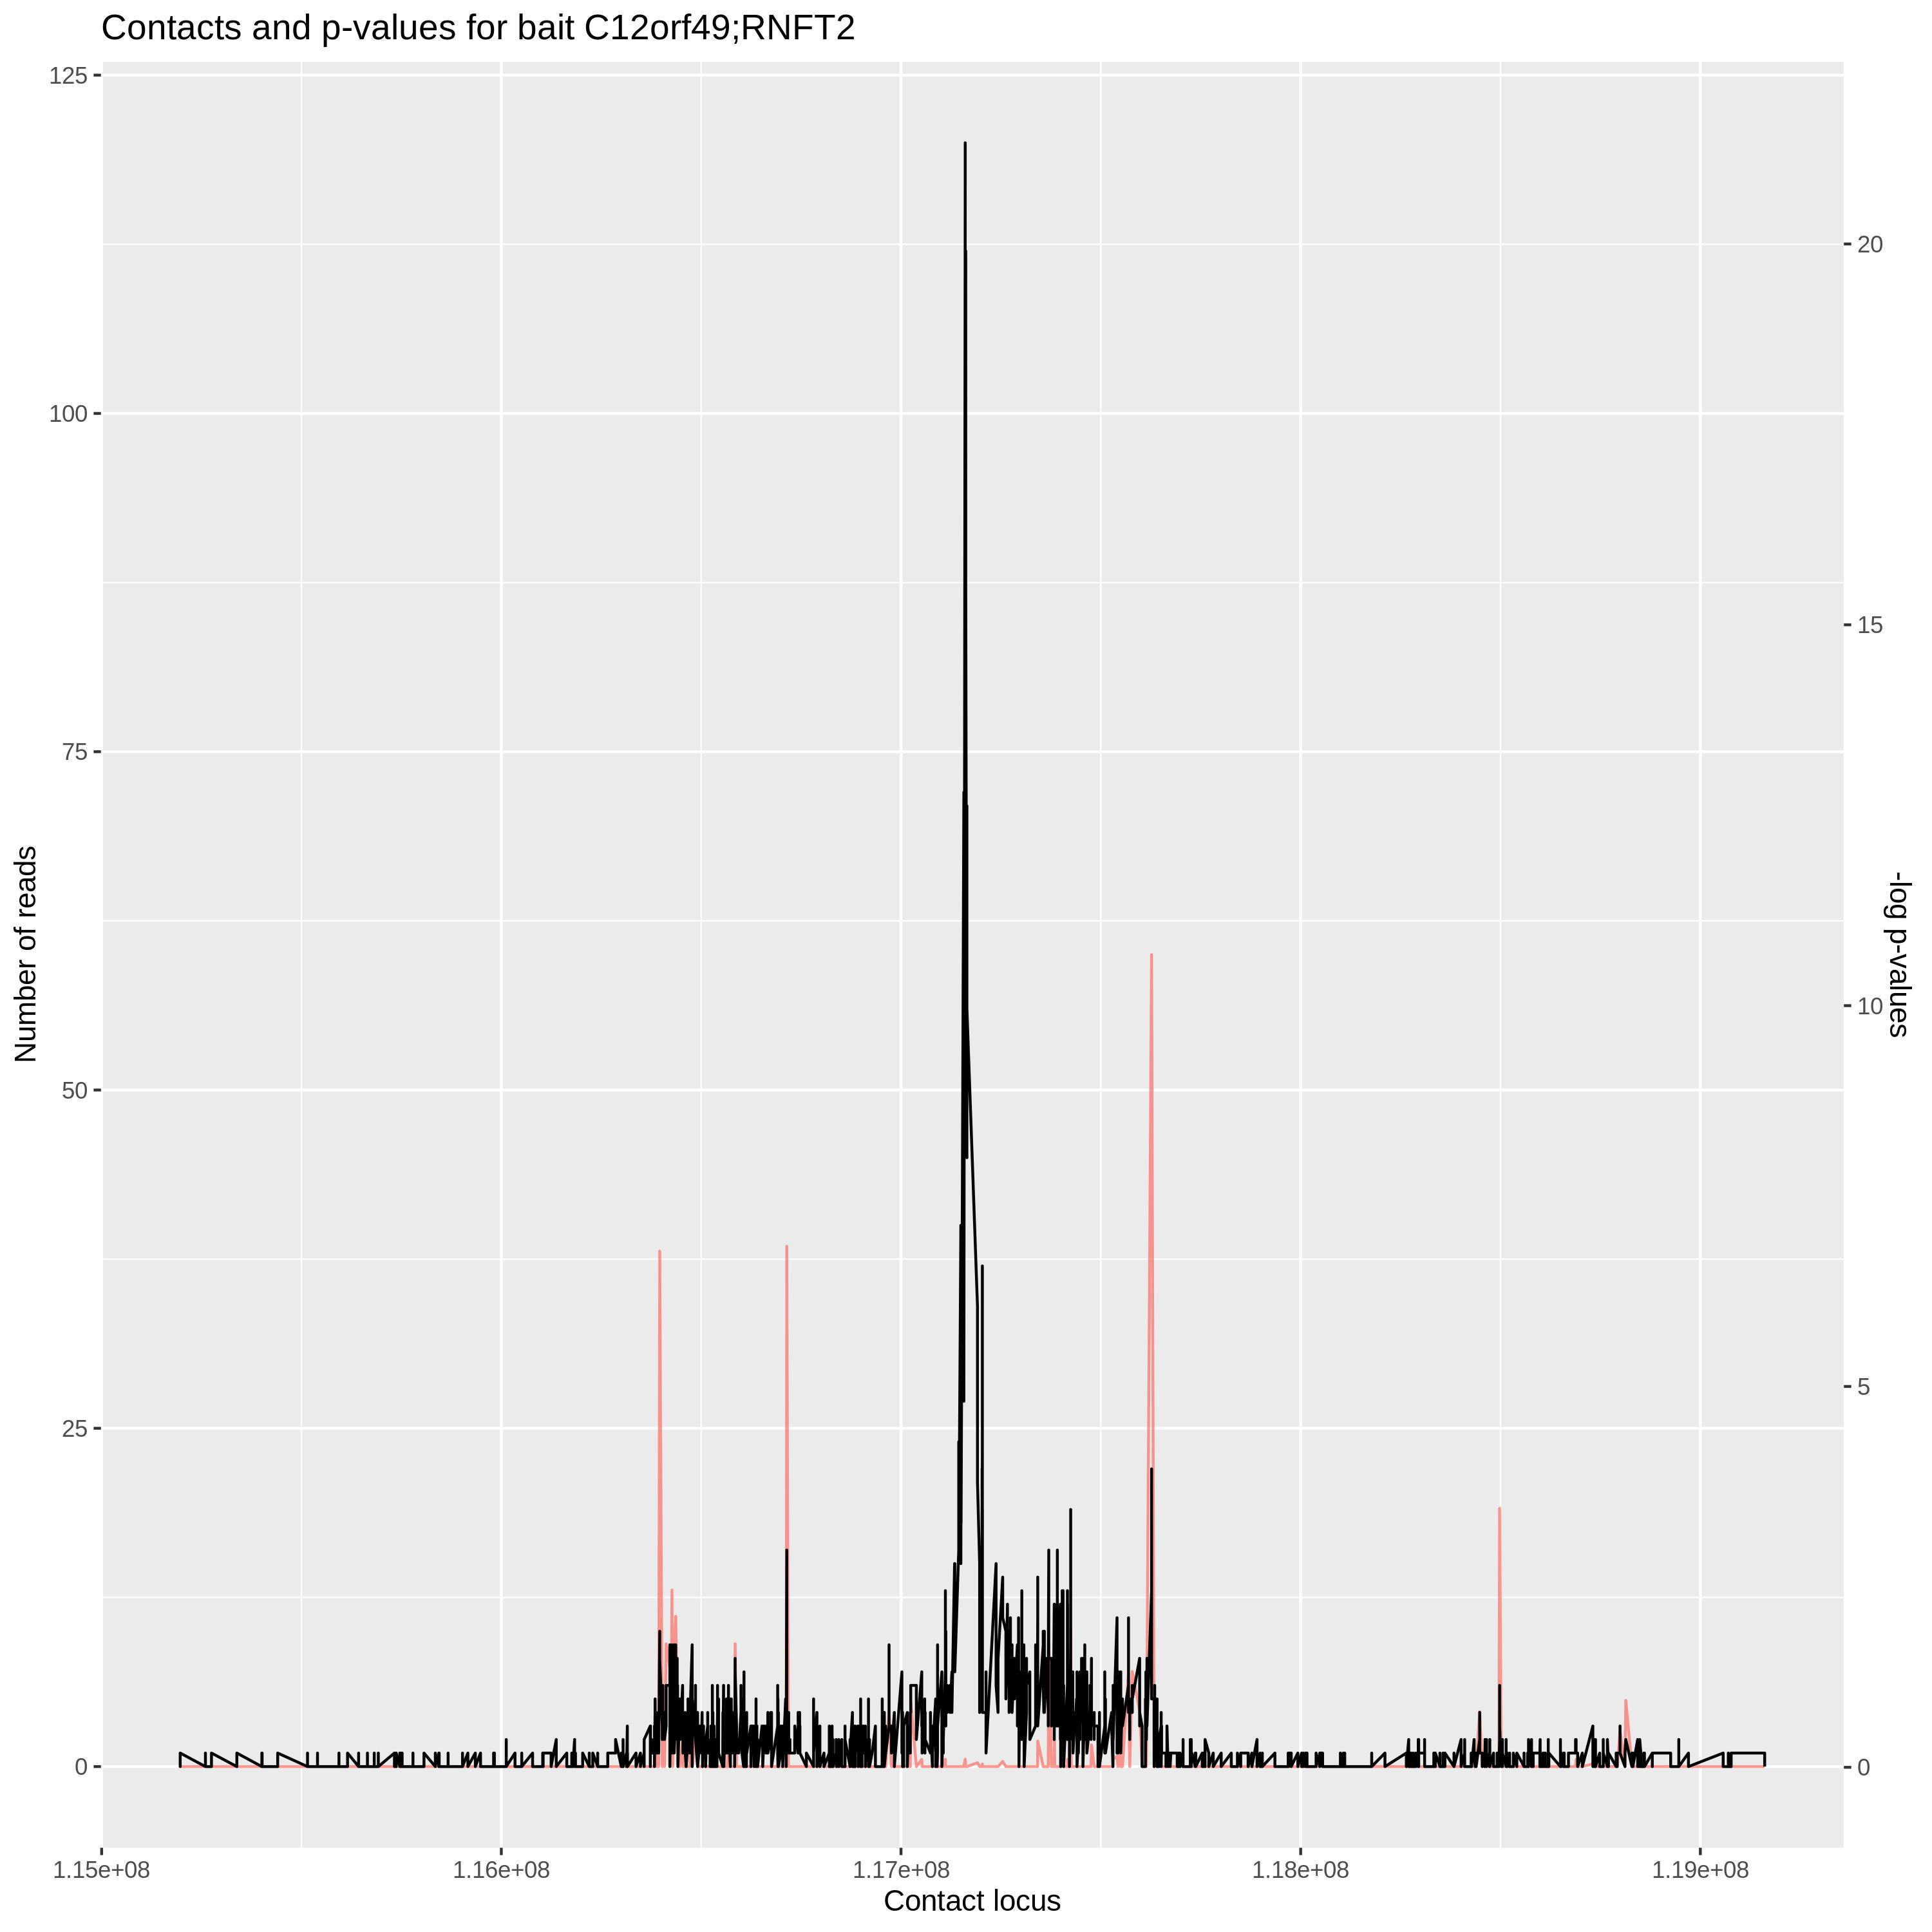 Contacts and p-values for bait C12orf49;RNFT2
125
100
75
50
25
0
Number of reads
20
15
10
5
0
-log p-values
1.15e+08
1.16e+08
1.17e+08
1.18e+08
1.19e+08
Contact locus